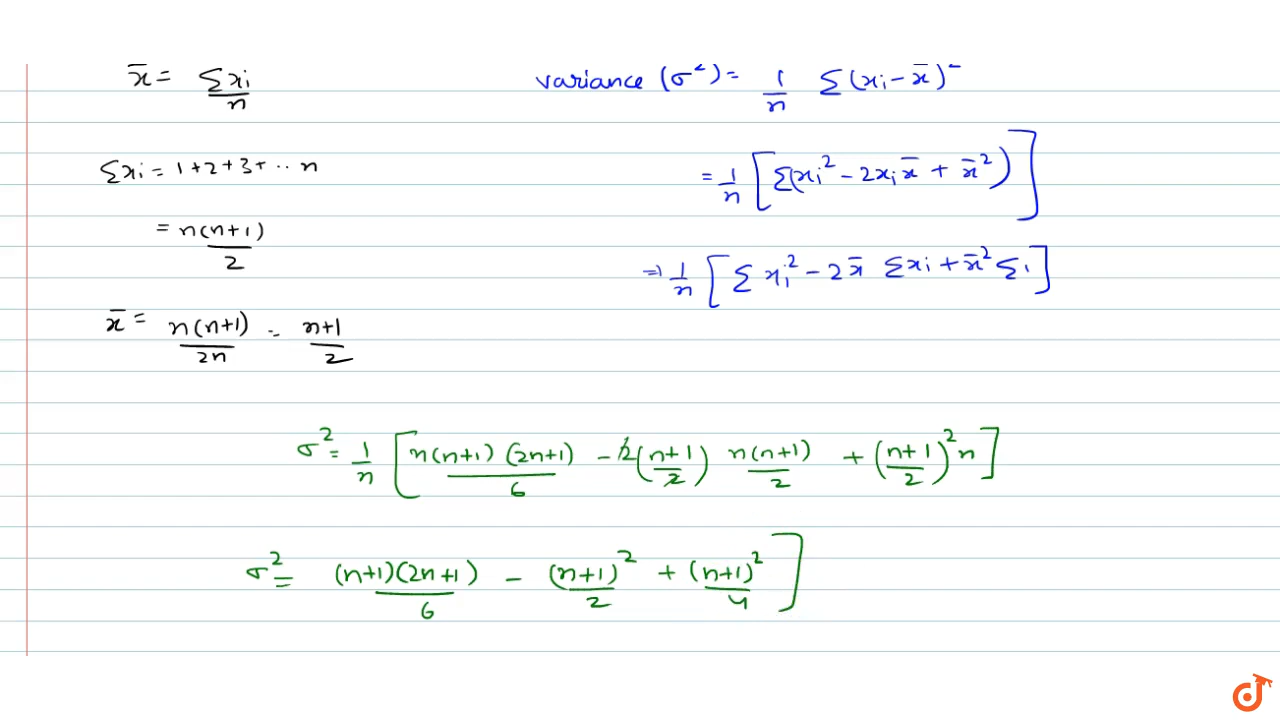 x̄ = Σxi/n
variance (σ²) = 1/n Σ(xi - x̄)²
Σxi = 1+2+3+ ·· n
= 1/n [Σ(xi² - 2xi x̄ + x̄²)]
= n(n+1)/2
⇒ 1/n [Σ xi² - 2x̄ Σxi + x̄² Σ1]
x̄ = n(n+1)/2n = n+1/2
σ² = 1/n [n(n+1)(2n+1)/6 - 2(n+1/2) n(n+1)/2 + (n+1/2)² n]
σ² = (n+1)(2n+1)/6 - (n+1)²/2 + (n+1)²/4 ]